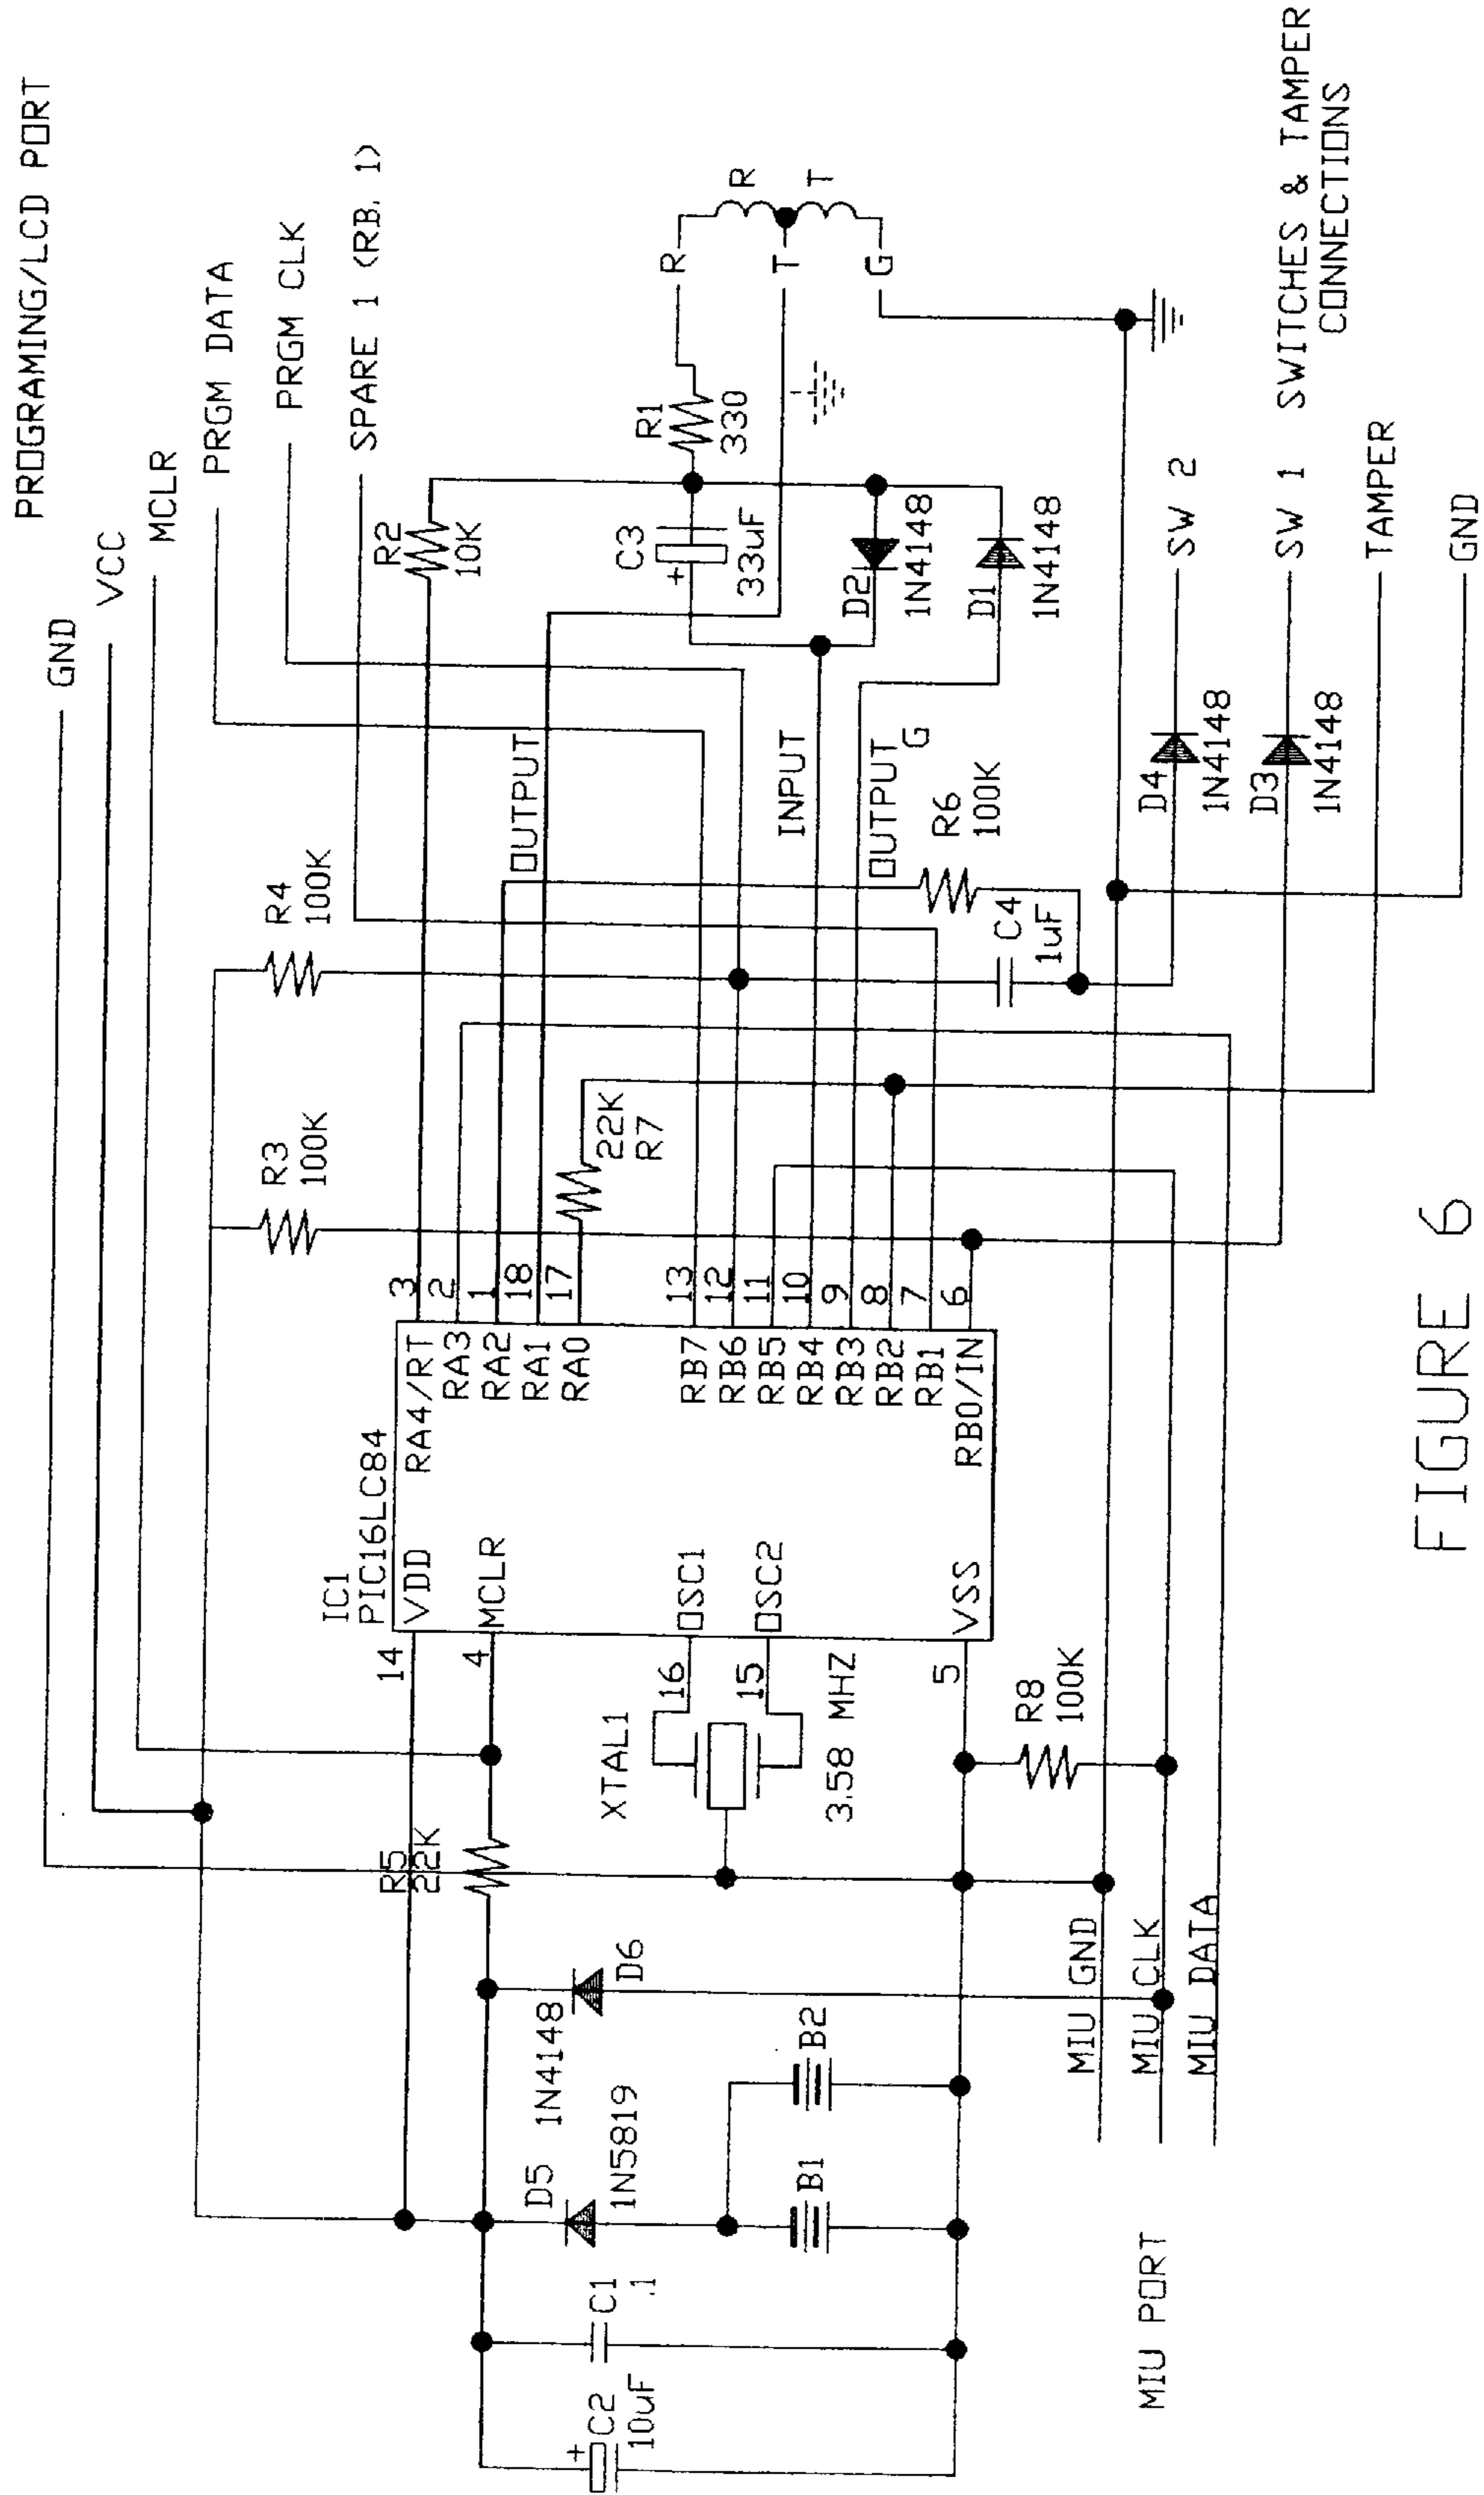 PROGRAMING/LCD PORT
GND
VCC
MCLR
PRGM DATA
PRGM CLK
SPARE 1 (RB, 1)
R3
100K
R4
100K
R2
10K
IC1
PIC16LC84
14
VDD
4
MCLR
16
OSC1
15
OSC2
5
VSS
RA4/RT
3
RA3
2
RA2
1
RA1
18
RA0
17
RB7
13
RB6
12
RB5
11
RB4
10
RB3
9
RB2
8
RB1
7
RB0/IN
6
22K
R7
OUTPUT
INPUT
OUTPUT
G
R6
100K
C4
1uF
C3
+
33uF
R1
330
R
T
G
R
T
D2
1N4148
D1
1N4148
D4
1N4148
D3
1N4148
SW 2
SW 1
TAMPER
GND
SWITCHES & TAMPER
CONNECTIONS
R5
22K
XTAL1
3.58 MHZ
R8
100K
D6
1N4148
D5
1N5819
B1
B2
C1
.1
+
C2
10uF
MIU GND
MIU CLK
MIU DATA
MIU PORT
FIGURE 6